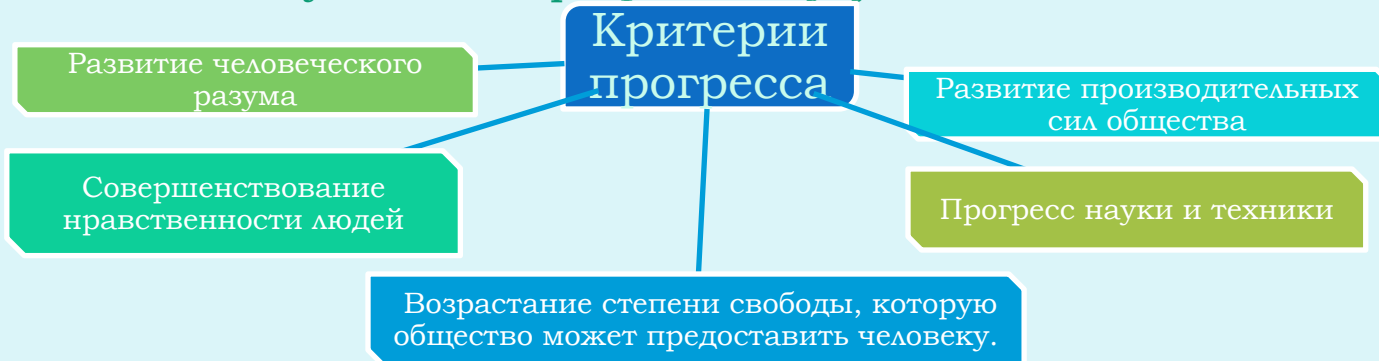 Критерии
прогресса
Развитие человеческого
разума
Развитие производительных
сил общества
Совершенствование
нравственности людей
Прогресс науки и техники
Возрастание степени свободы, которую
общество может предоставить человеку.